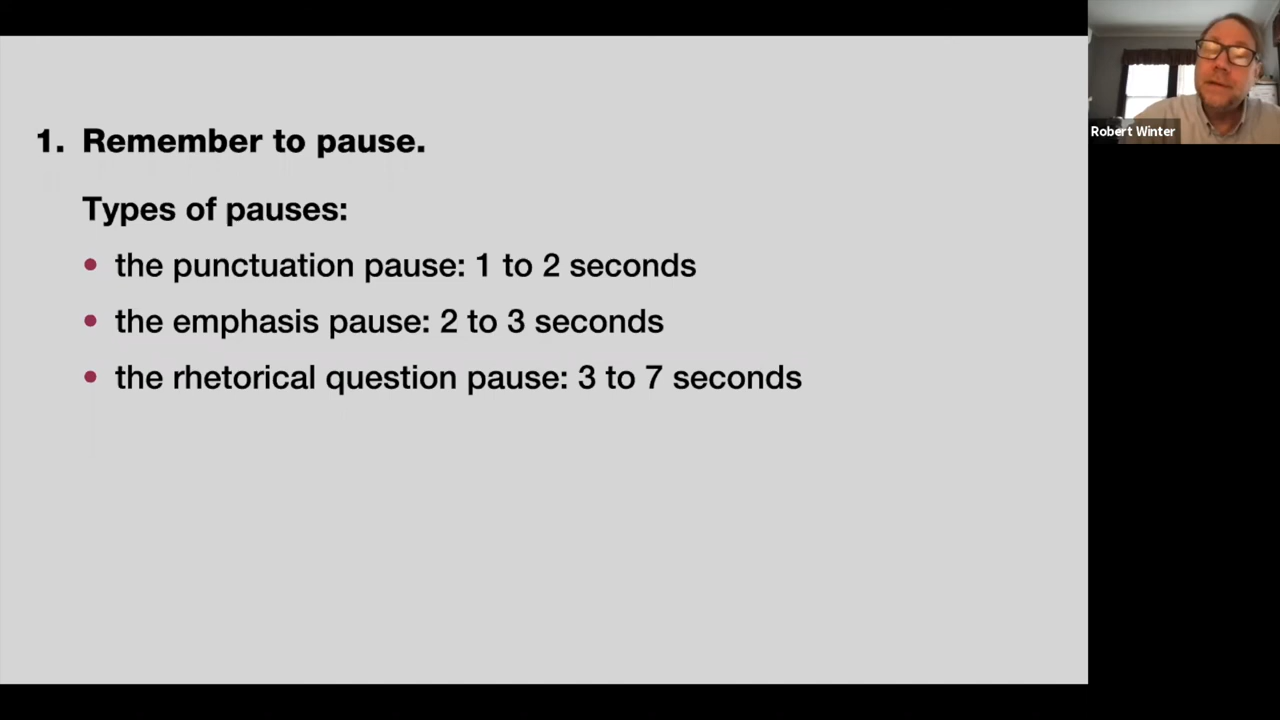 1. Remember to pause.
Types of pauses:
• the punctuation pause: 1 to 2 seconds
• the emphasis pause: 2 to 3 seconds
• the rhetorical question pause: 3 to 7 seconds
Robert Winter